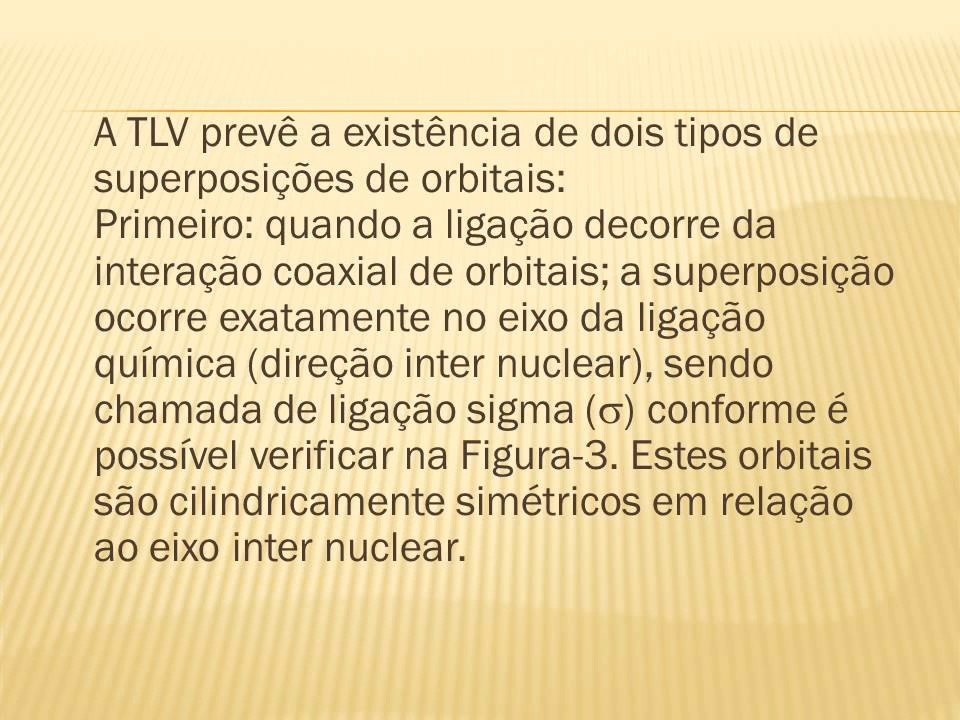 A TLV prevê a existência de dois tipos de
superposições de orbitais:
Primeiro: quando a ligação decorre da
interação coaxial de orbitais; a superposição
ocorre exatamente no eixo da ligação
química (direção inter nuclear), sendo
chamada de ligação sigma (σ) conforme é
possível verificar na Figura-3. Estes orbitais
são cilindricamente simétricos em relação
ao eixo inter nuclear.